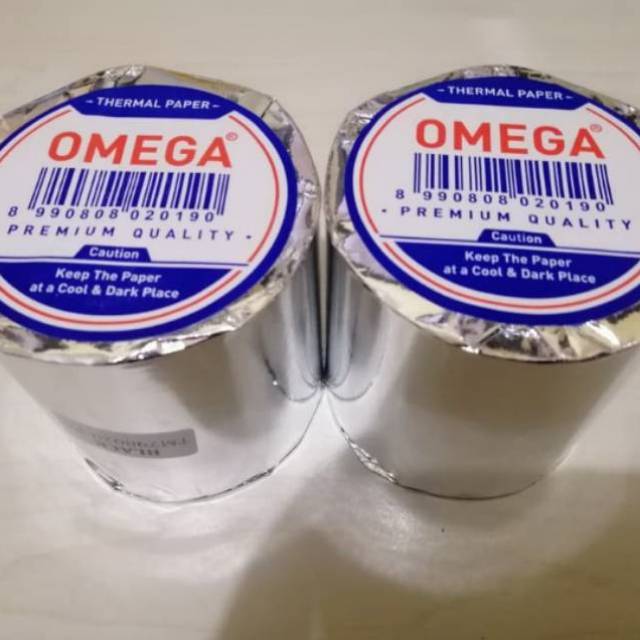 - THERMAL PAPER -
OMEGA®
8 990808 020190
PREMIUM QUALITY -
Caution
Keep The Paper
at a Cool & Dark Place
- THERMAL PAPER -
OMEGA®
8 990808 020190
- PREMIUM QUALITY
Caution
Keep The Paper
at a Cool & Dark Place